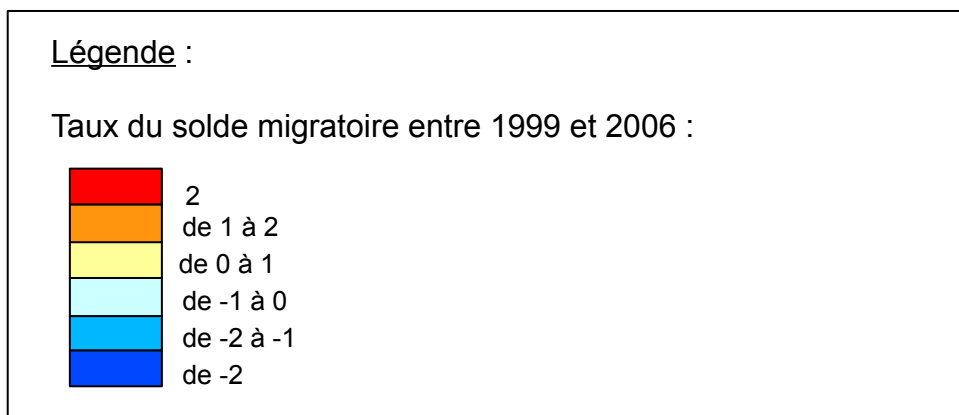 Légende :
Taux du solde migratoire entre 1999 et 2006 :
2
de 1 à 2
de 0 à 1
de -1 à 0
de -2 à -1
de -2